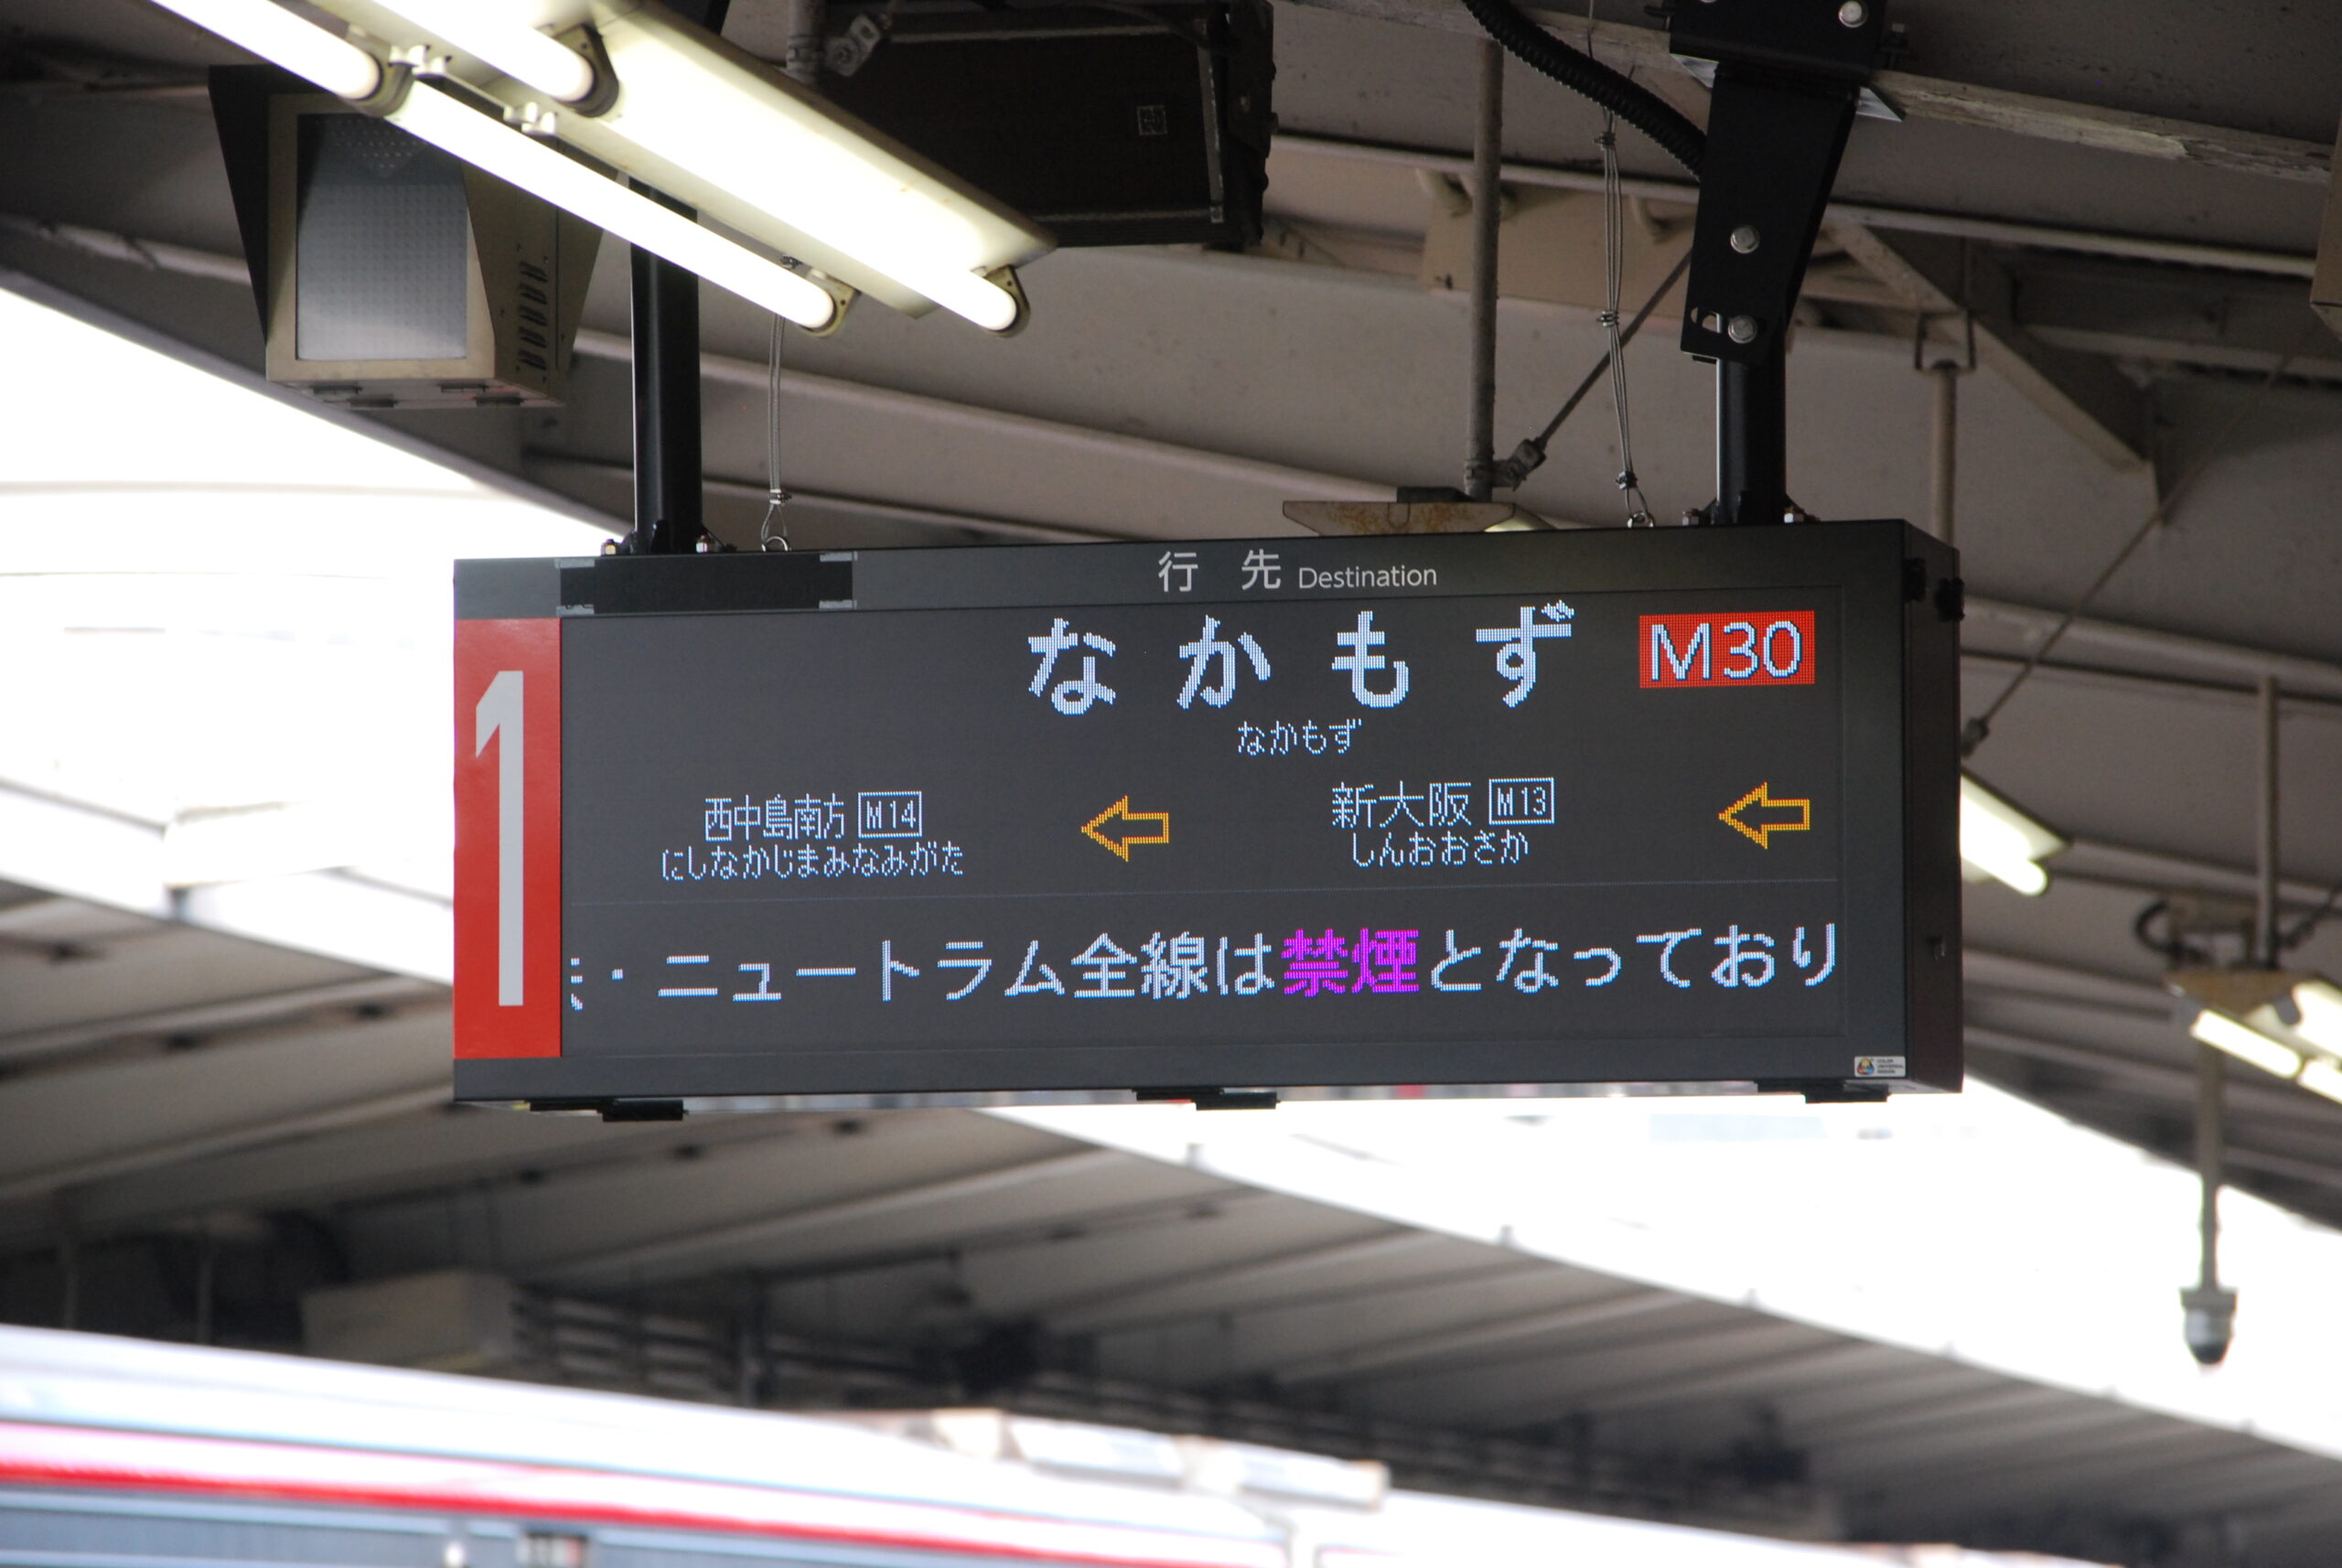 行先 Destination
1
なかもず M30
なかもず
西中島南方 M14 ← 新大阪 M13 ←
にしなかじまみなみがた しんおおさか
・ニュートラム全線は禁煙となっており